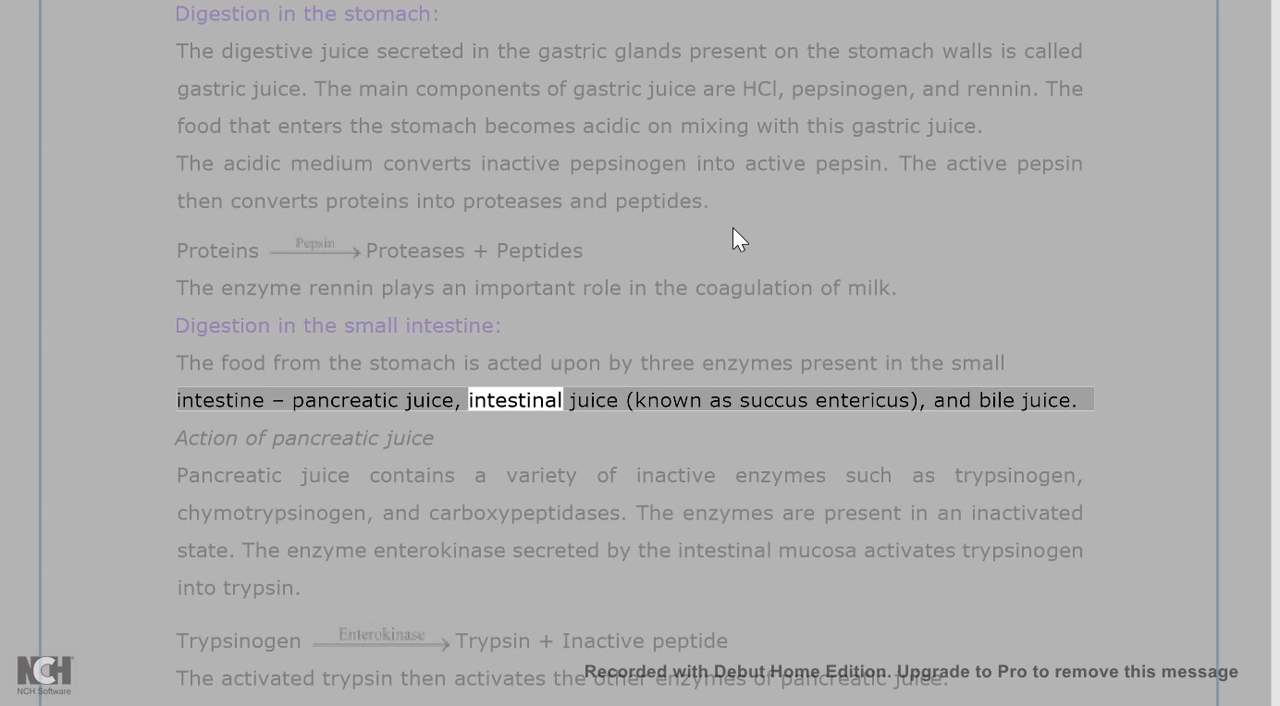 Digestion in the stomach:
The digestive juice secreted in the gastric glands present on the stomach walls is called
gastric juice. The main components of gastric juice are HCl, pepsinogen, and rennin. The
food that enters the stomach becomes acidic on mixing with this gastric juice.
The acidic medium converts inactive pepsinogen into active pepsin. The active pepsin
then converts proteins into proteases and peptides.
Proteins Pepsin Proteases + Peptides
The enzyme rennin plays an important role in the coagulation of milk.
Digestion in the small intestine:
The food from the stomach is acted upon by three enzymes present in the small
intestine – pancreatic juice, intestinal juice (known as succus entericus), and bile juice.
Action of pancreatic juice
Pancreatic juice contains a variety of inactive enzymes such as trypsinogen,
chymotrypsinogen, and carboxypeptidases. The enzymes are present in an inactivated
state. The enzyme enterokinase secreted by the intestinal mucosa activates trypsinogen
into trypsin.
Trypsinogen Enterokinase Trypsin + Inactive peptide
The activated trypsin then activates the other enzymes of pancreatic juice.
NCH
NCH Software
Recorded with Debut Home Edition. Upgrade to Pro to remove this message